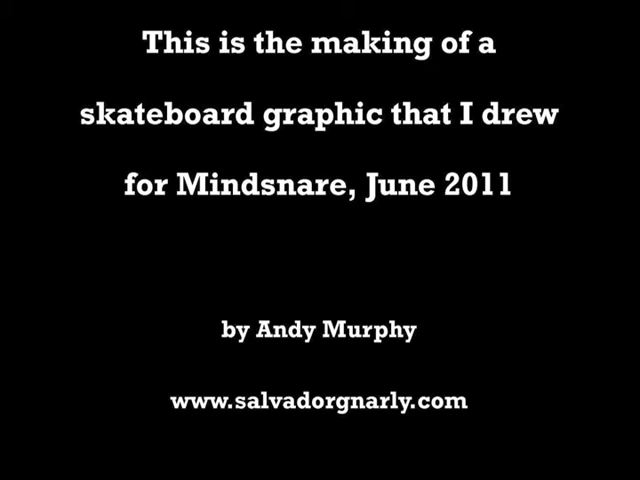 This is the making of a
skateboard graphic that I drew
for Mindsnare, June 2011
by Andy Murphy
www.salvadorgnarly.com